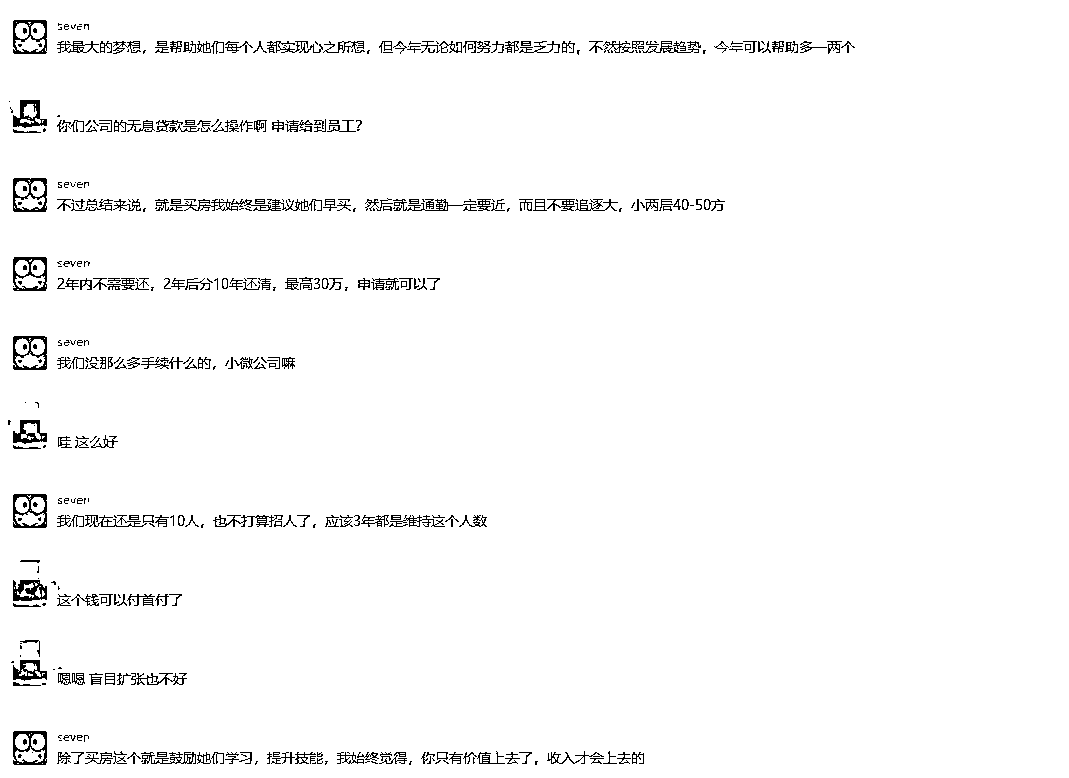 seven
我最大的梦想，是帮助她们每个人都实现心之所想，但今年无论如何努力都是乏力的，不然按照发展趋势，今年可以帮助多一两个
你们公司的无息贷款是怎么操作啊 申请给到员工?
seven
不过总结来说，就是买房我始终是建议她们早买，然后就是通勤一定要近，而且不要追逐大，小两居40-50方
seven
2年内不需要还，2年后分10年还清，最高30万，申请就可以了
seven
我们没那么多手续什么的，小微公司嘛
哇 这么好
seven
我们现在还是只有10人，也不打算招人了，应该3年都是维持这个人数
这个钱可以付首付了
嗯嗯 盲目扩张也不好
seven
除了买房这个就是鼓励她们学习，提升技能，我始终觉得，你只有价值上去了，收入才会上去的